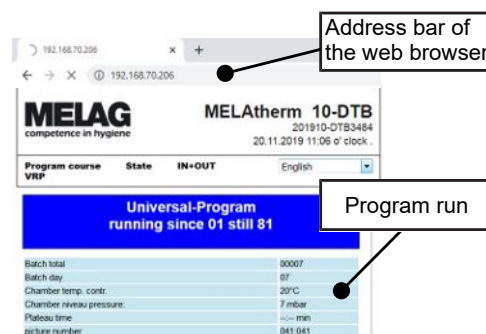 Address bar of
the web browser
192.168.70.206 × +
192.168.70.206
MELAG
competence in hygiene
MELAtherm 10-DTB
201910-DTB3484
20.11.2019 11:06 o' clock .
Program course State IN+OUT English
VRP
Universal-Program
running since 01 still 81
Program run
Batch total 00007
Batch day 07
Chamber temp. contr. 20°C
Chamber niveau pressure: 7 mbar
Plateau time --:-- min
picture number 041:041